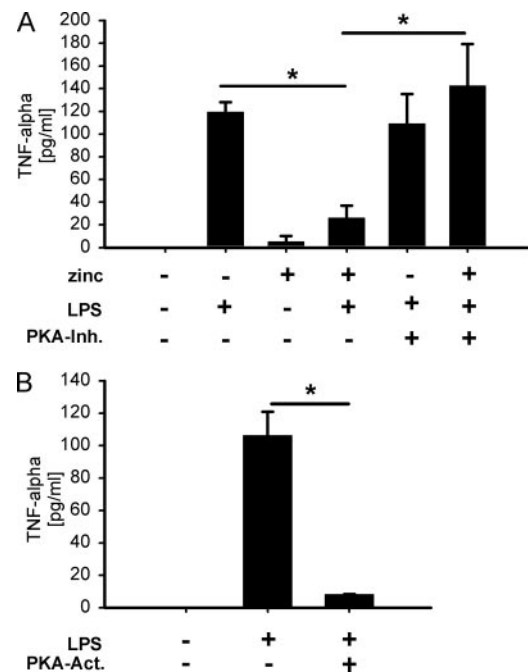 A
TNF-alpha
[pg/ml]
200
180
160
140
120
100
80
60
40
20
0
*
*
zinc - - + + - +
LPS - + - + + +
PKA-Inh. - - - - + +
B
TNF-alpha
[pg/ml]
140
120
100
80
60
40
20
0
*
LPS - + +
PKA-Act. - - +